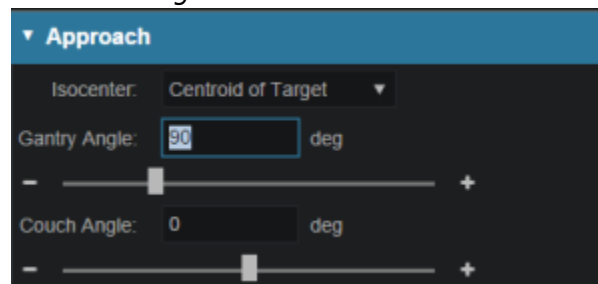 ▼ Approach
Isocenter: Centroid of Target ▼
Gantry Angle: 90 deg
- +
Couch Angle: 0 deg
- +